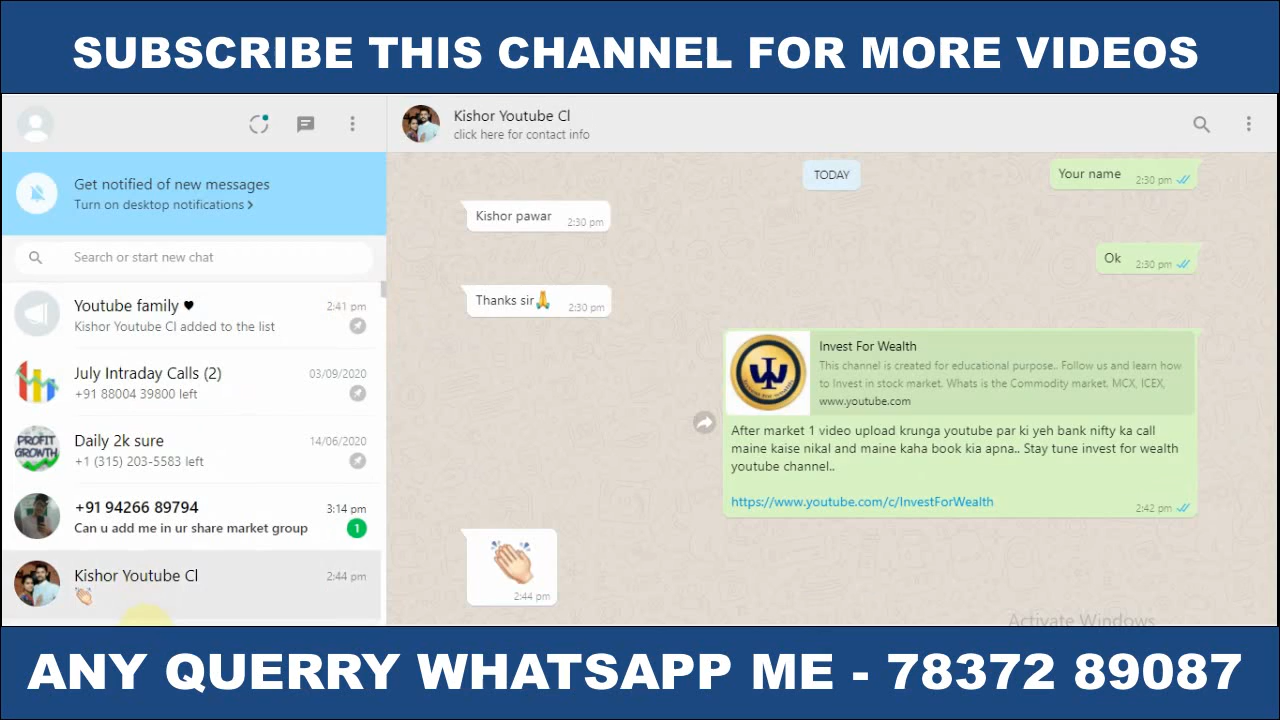 SUBSCRIBE THIS CHANNEL FOR MORE VIDEOS
Get notified of new messages
Turn on desktop notifications >
Search or start new chat
Youtube family ♥
2:41 pm
Kishor Youtube Cl added to the list
July Intraday Calls (2)
03/09/2020
+91 88004 39800 left
PROFIT
GROWTH
Daily 2k sure
14/06/2020
+1 (315) 203-5583 left
+91 94266 89794
3:14 pm
Can u add me in ur share market group
1
Kishor Youtube Cl
2:44 pm
👏
Kishor Youtube Cl
click here for contact info
TODAY
Your name 2:30 pm
Kishor pawar 2:30 pm
Ok 2:30 pm
Thanks sir🙏 2:30 pm
Invest For Wealth
This channel is created for educational purpose.. Follow us and learn how
to Invest in stock market. Whats is the Commodity market. MCX, ICEX,
www.youtube.com
After market 1 video upload krunga youtube par ki yeh bank nifty ka call
maine kaise nikal and maine kaha book kia apna.. Stay tune invest for wealth
youtube channel..
https://www.youtube.com/c/InvestForWealth
2:42 pm
👏
2:44 pm
Activate Windows
ANY QUERRY WHATSAPP ME - 78372 89087